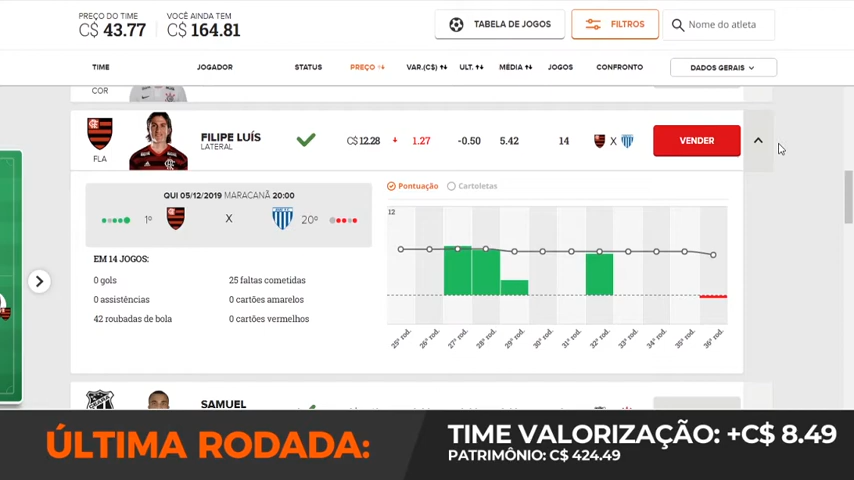 PREÇO DO TIME
C$ 43.77
VOCÊ AINDA TEM
C$ 164.81
TABELA DE JOGOS
FILTROS
Nome do atleta
TIME JOGADOR STATUS PREÇO VAR.(C$) ULT. MÉDIA JOGOS CONFRONTO DADOS GERAIS
COR
FLA
FILIPE LUÍS
LATERAL
C$ 12.28 + 1.27 -0.50 5.42 14 X VENDER
QUI 05/12/2019 MARACANÃ 20:00
1º X 20º
Pontuação Cartoletas
12
EM 14 JOGOS:
0 gols 25 faltas cometidas
0 assistências 0 cartões amarelos
42 roubadas de bola 0 cartões vermelhos
25ª rod. 26ª rod. 27ª rod. 28ª rod. 29ª rod. 30ª rod. 31ª rod. 32ª rod. 33ª rod. 34ª rod. 35ª rod. 36ª rod.
SAMUEL
ÚLTIMA RODADA:
TIME VALORIZAÇÃO: +C$ 8.49
PATRIMÔNIO: C$ 424.49